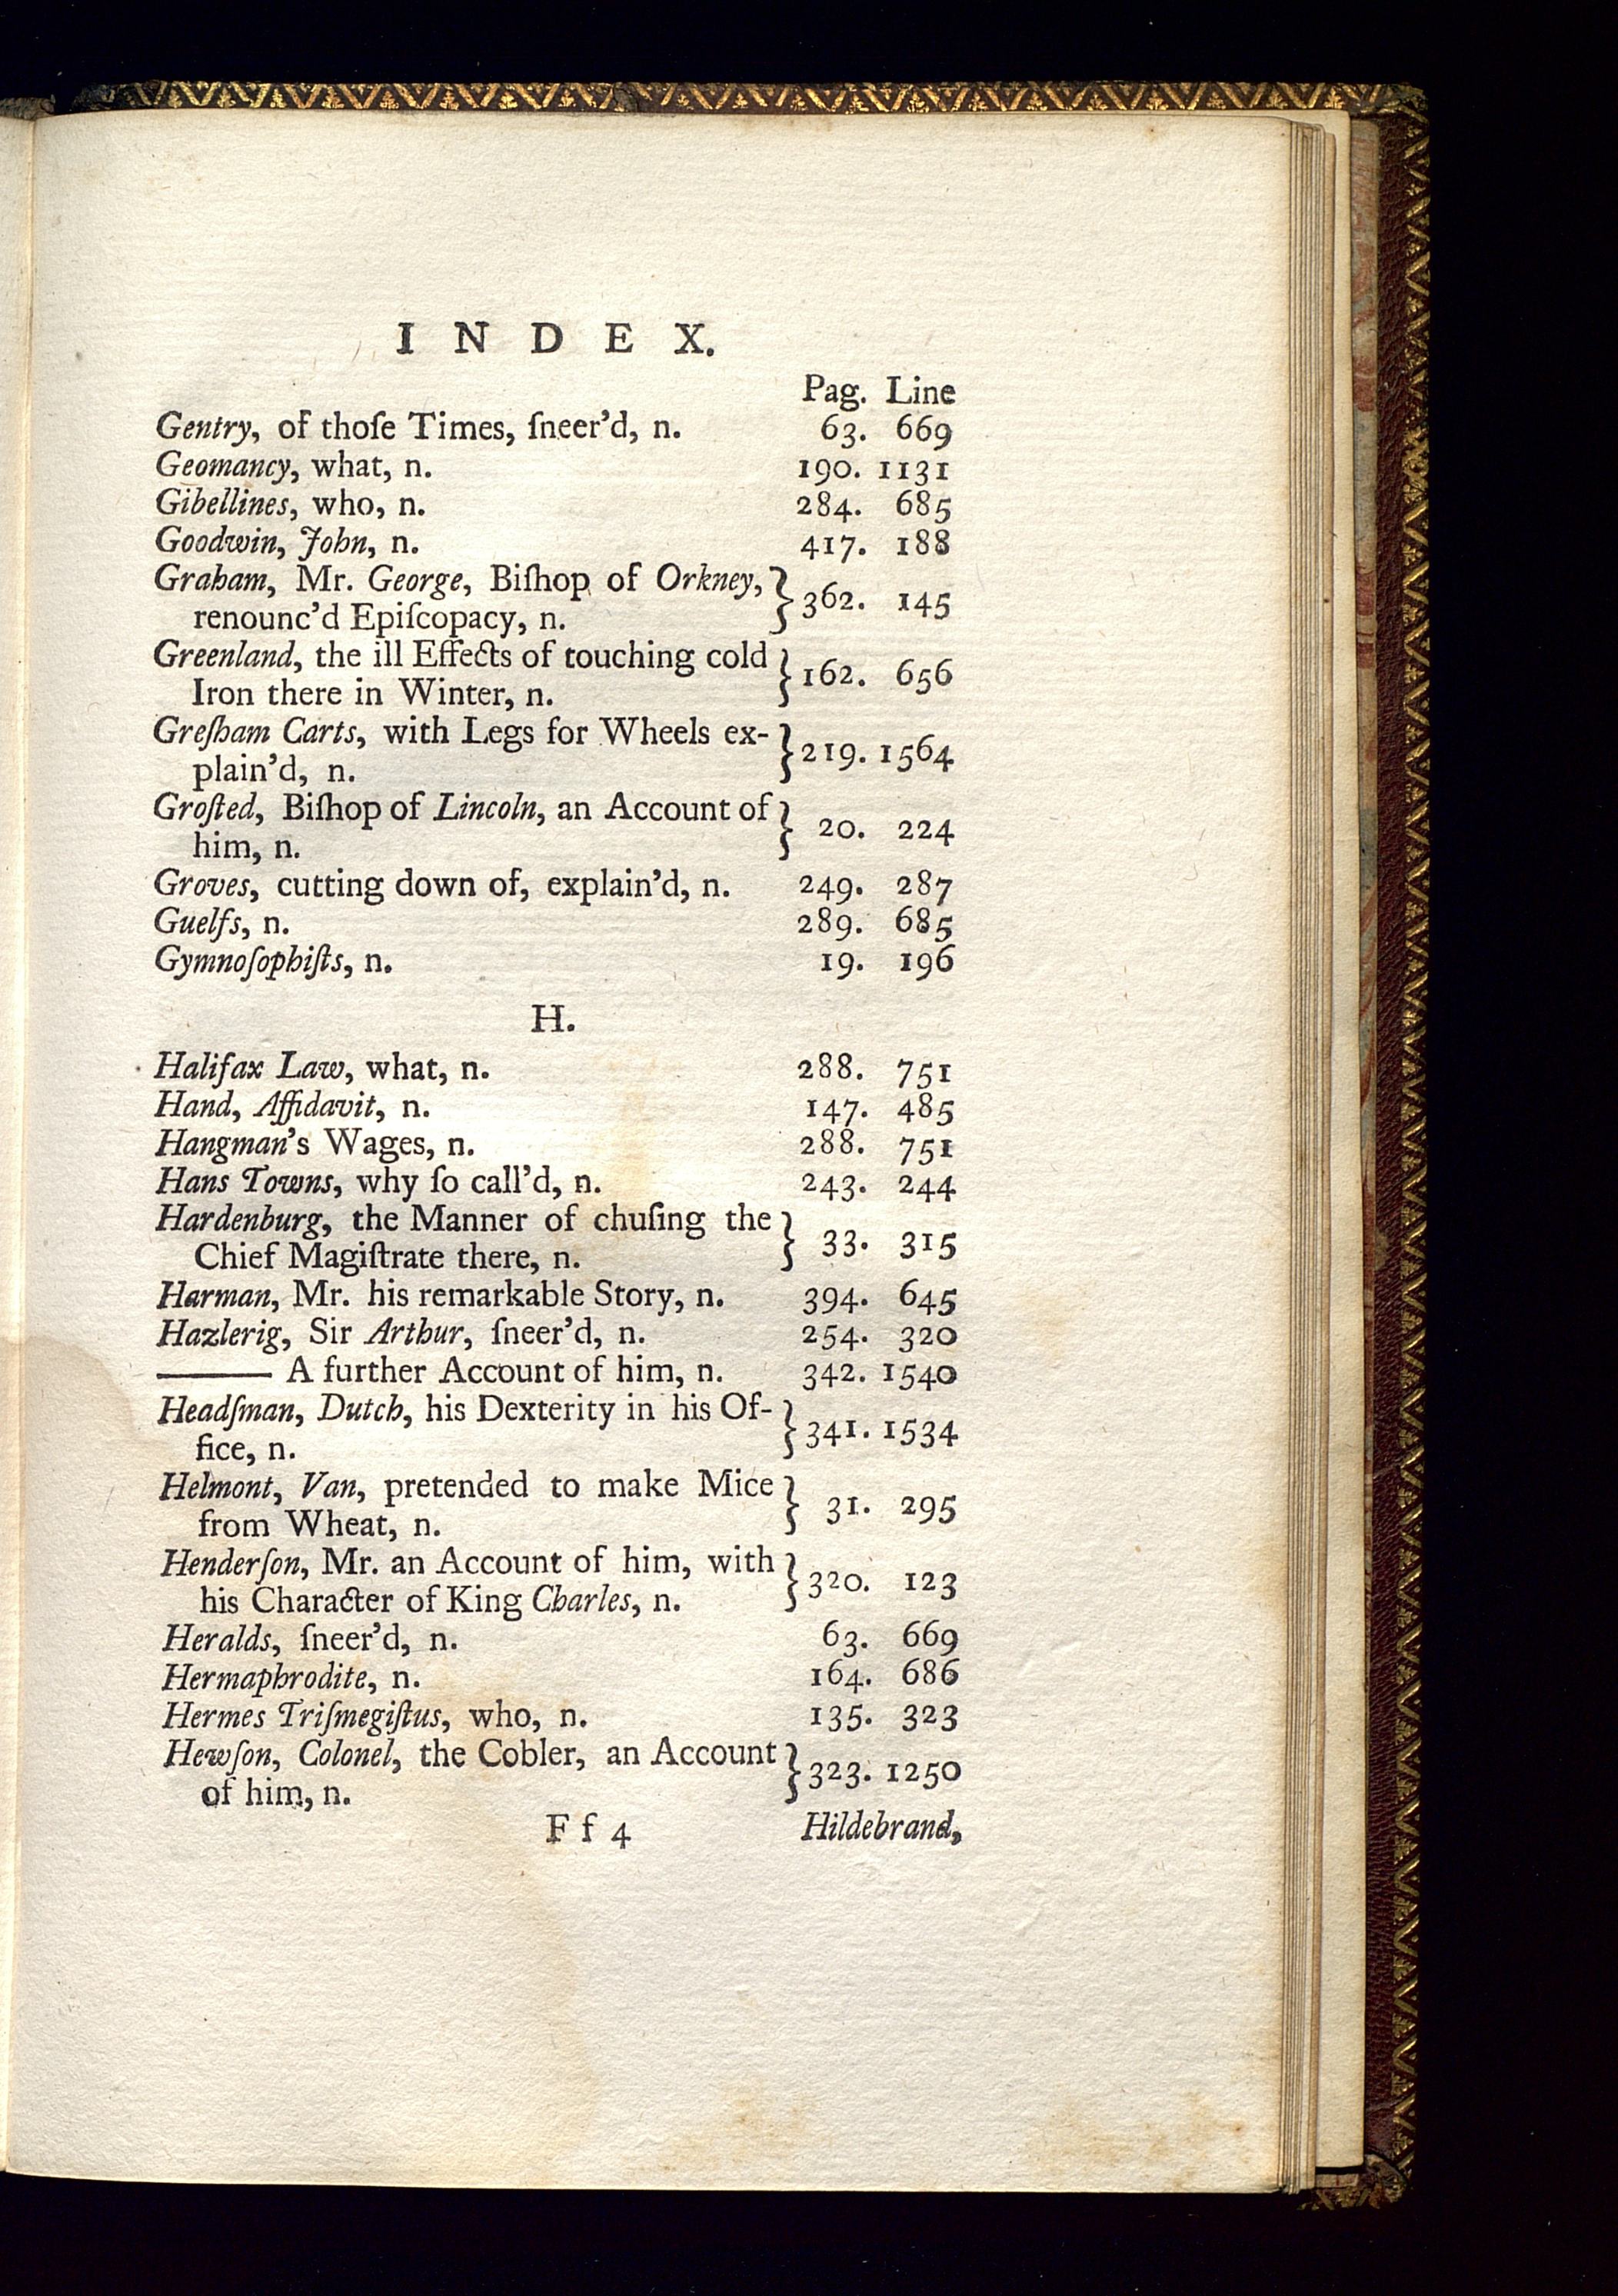 INDEX.
Pag. Line
Gentry, of thoſe Times, ſneer'd, n. 63. 669
Geomancy, what, n. 190. 1131
Gibellines, who, n. 284. 685
Goodwin, John, n. 417. 188
Graham, Mr. George, Biſhop of Orkney,
renounc'd Epiſcopacy, n. } 362. 145
Greenland, the ill Effects of touching cold
Iron there in Winter, n. } 162. 656
Greſham Carts, with Legs for Wheels ex-
plain'd, n. } 219. 1564
Groſted, Biſhop of Lincoln, an Account of
him, n. } 20. 224
Groves, cutting down of, explain'd, n. 249. 287
Guelfs, n. 289. 685
Gymnoſophiſts, n. 19. 196
H.
Halifax Law, what, n. 288. 751
Hand, Affidavit, n. 147. 485
Hangman's Wages, n. 288. 751
Hans Towns, why ſo call'd, n. 243. 244
Hardenburg, the Manner of chuſing the
Chief Magiſtrate there, n. } 33. 315
Harman, Mr. his remarkable Story, n. 394. 645
Hazlerig, Sir Arthur, ſneer'd, n. 254. 320
——— A further Account of him, n. 342. 1540
Headſman, Dutch, his Dexterity in his Of-
fice, n. } 341. 1534
Helmont, Van, pretended to make Mice
from Wheat, n. } 31. 295
Henderſon, Mr. an Account of him, with
his Character of King Charles, n. } 320. 123
Heralds, ſneer'd, n. 63. 669
Hermaphrodite, n. 164. 686
Hermes Triſmegiſtus, who, n. 135. 323
Hewſon, Colonel, the Cobler, an Account
of him, n. } 323. 1250
Ff4 Hildebrand,